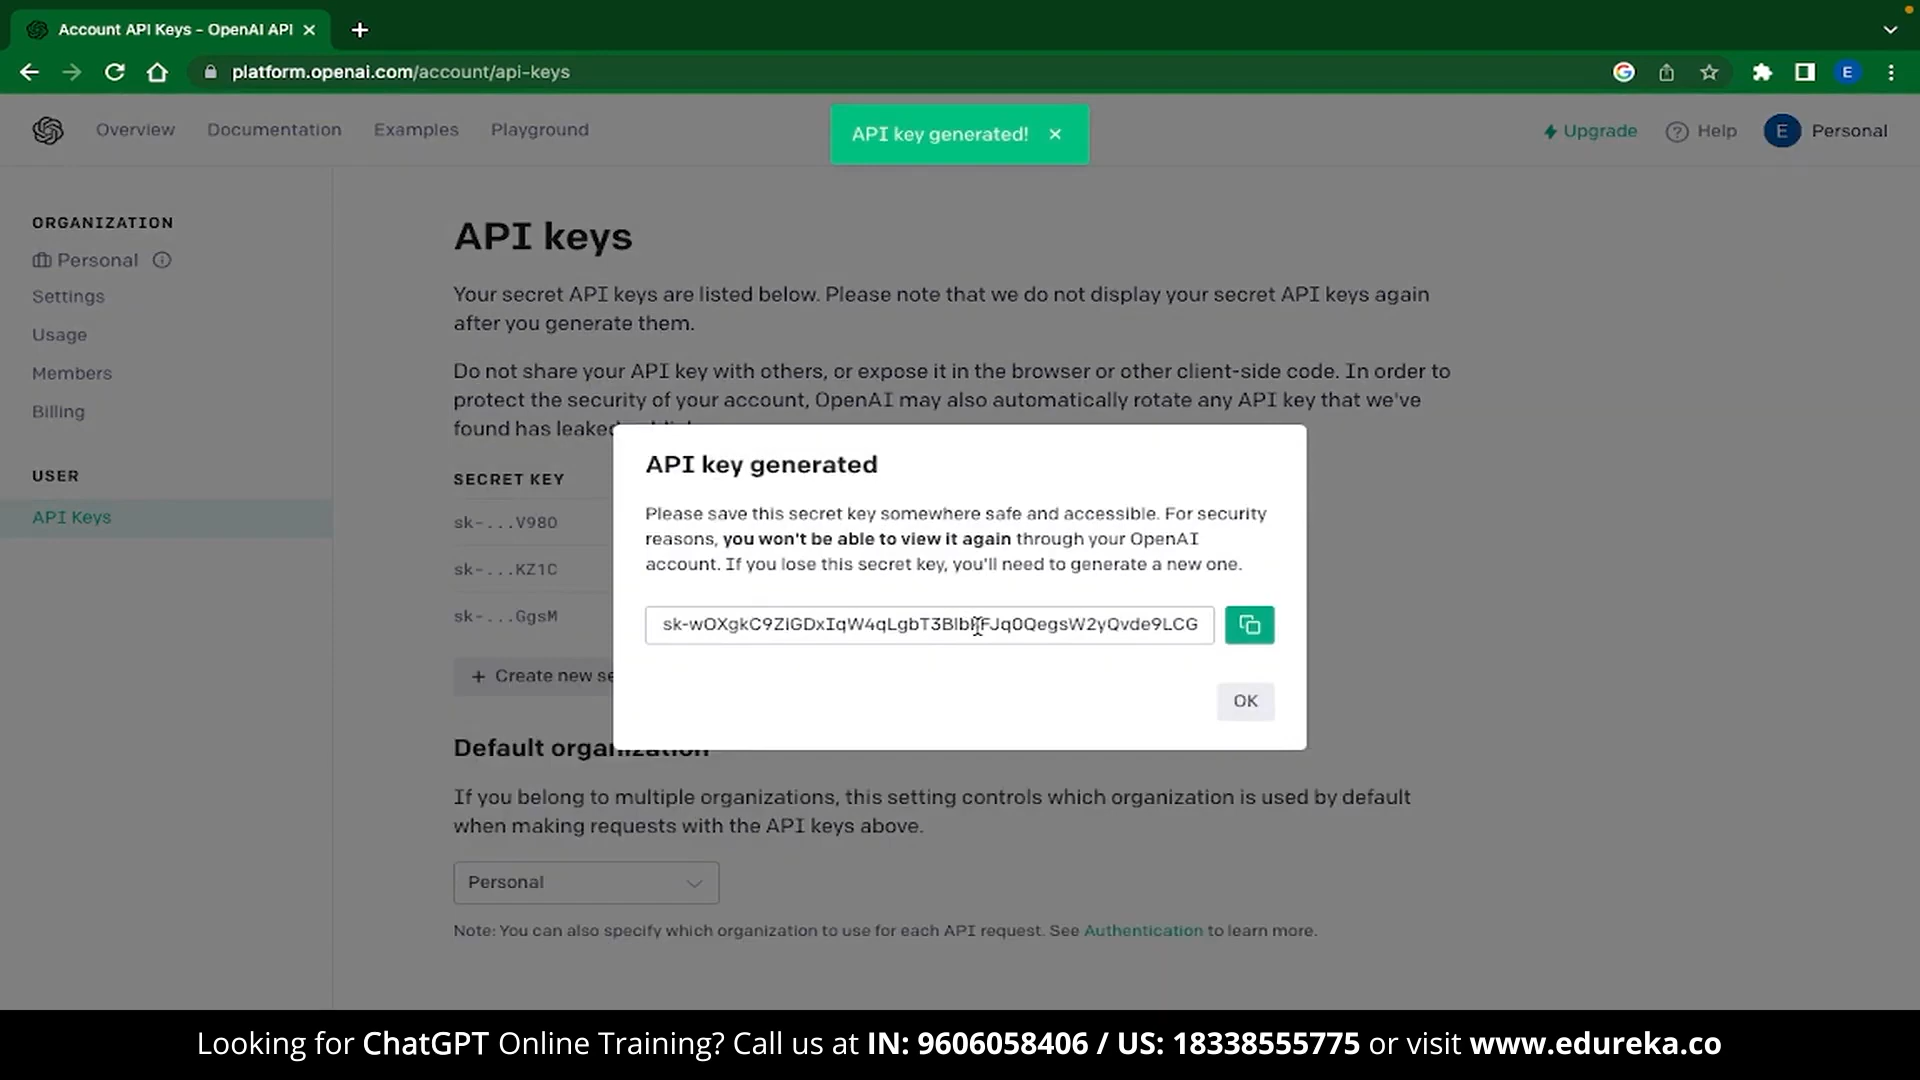 Account API Keys - OpenAI API
platform.openai.com/account/api-keys
E
Overview Documentation Examples Playground
API key generated!
Upgrade Help E Personal
ORGANIZATION
Personal
Settings
Usage
Members
Billing
USER
API Keys
API keys
Your secret API keys are listed below. Please note that we do not display your secret API keys again
after you generate them.
Do not share your API key with others, or expose it in the browser or other client-side code. In order to
protect the security of your account, OpenAI may also automatically rotate any API key that we've
found has
SECRET KEY
sk-...V980
sk-...KZ1C
sk-...GgsM
+ Create new
API key generated
Please save this secret key somewhere safe and accessible. For security
reasons, you won't be able to view it again through your OpenAI
account. If you lose this secret key, you'll need to generate a new one.
OK
Default organization
If you belong to multiple organizations, this setting controls which organization is used by default
when making requests with the API keys above.
Personal
Note: You can also specify which organization to use for each API request. See Authentication to learn more.
Looking for ChatGPT Online Training? Call us at IN: 9606058406 / US: 18338555775 or visit www.edureka.co